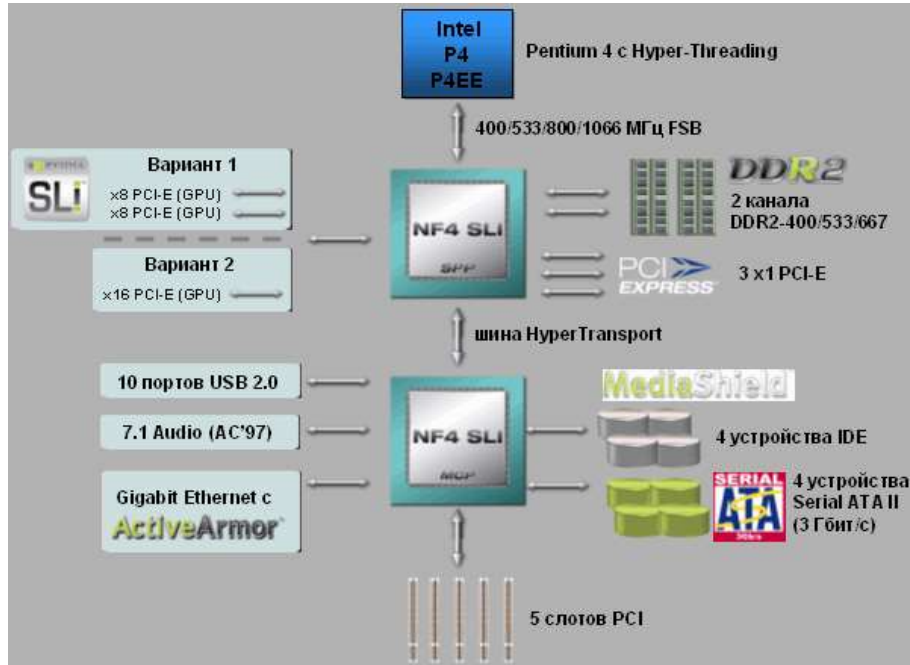 Intel
P4
P4EE
Pentium 4 с Hyper-Threading
400/533/800/1066 МГц FSB
NVIDIA
SLI
Вариант 1
x8 PCI-E (GPU)
x8 PCI-E (GPU)
Вариант 2
x16 PCI-E (GPU)
NF4 SLI
SPP
DDR2
2 канала
DDR2-400/533/667
PCI
EXPRESS
3 x1 PCI-E
шина HyperTransport
10 портов USB 2.0
7.1 Audio (AC'97)
Gigabit Ethernet с
ActiveArmor
NF4 SLI
MCP
MediaShield
4 устройства IDE
SERIAL
ATA
4 устройства
Serial ATA II
(3 Гбит/с)
5 слотов PCI